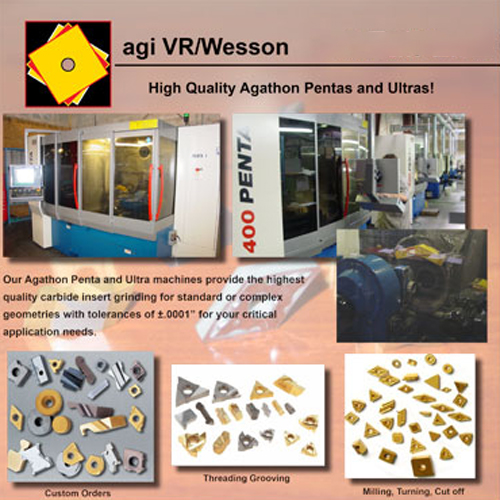 agi VR/Wesson
High Quality Agathon Pentas and Ultras!
400 PENTA
Our Agathon Penta and Ultra machines provide the highest
quality carbide insert grinding for standard or complex
geometries with tolerances of ±.0001" for your critical
application needs.
Custom Orders
Threading Grooving
Milling, Turning, Cut off